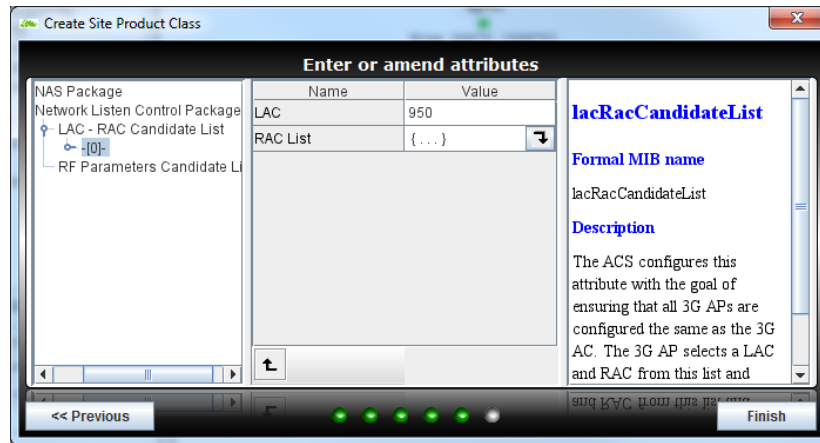 Create Site Product Class
Enter or amend attributes
NAS Package
Network Listen Control Package
LAC - RAC Candidate List
-[0]-
RF Parameters Candidate Li
Name Value
LAC 950
RAC List {...}
lacRacCandidateList
Formal MIB name
lacRacCandidateList
Description
The ACS configures this
attribute with the goal of
ensuring that all 3G APs are
configured the same as the 3G
AC. The 3G AP selects a LAC
and RAC from this list and
<< Previous
Finish